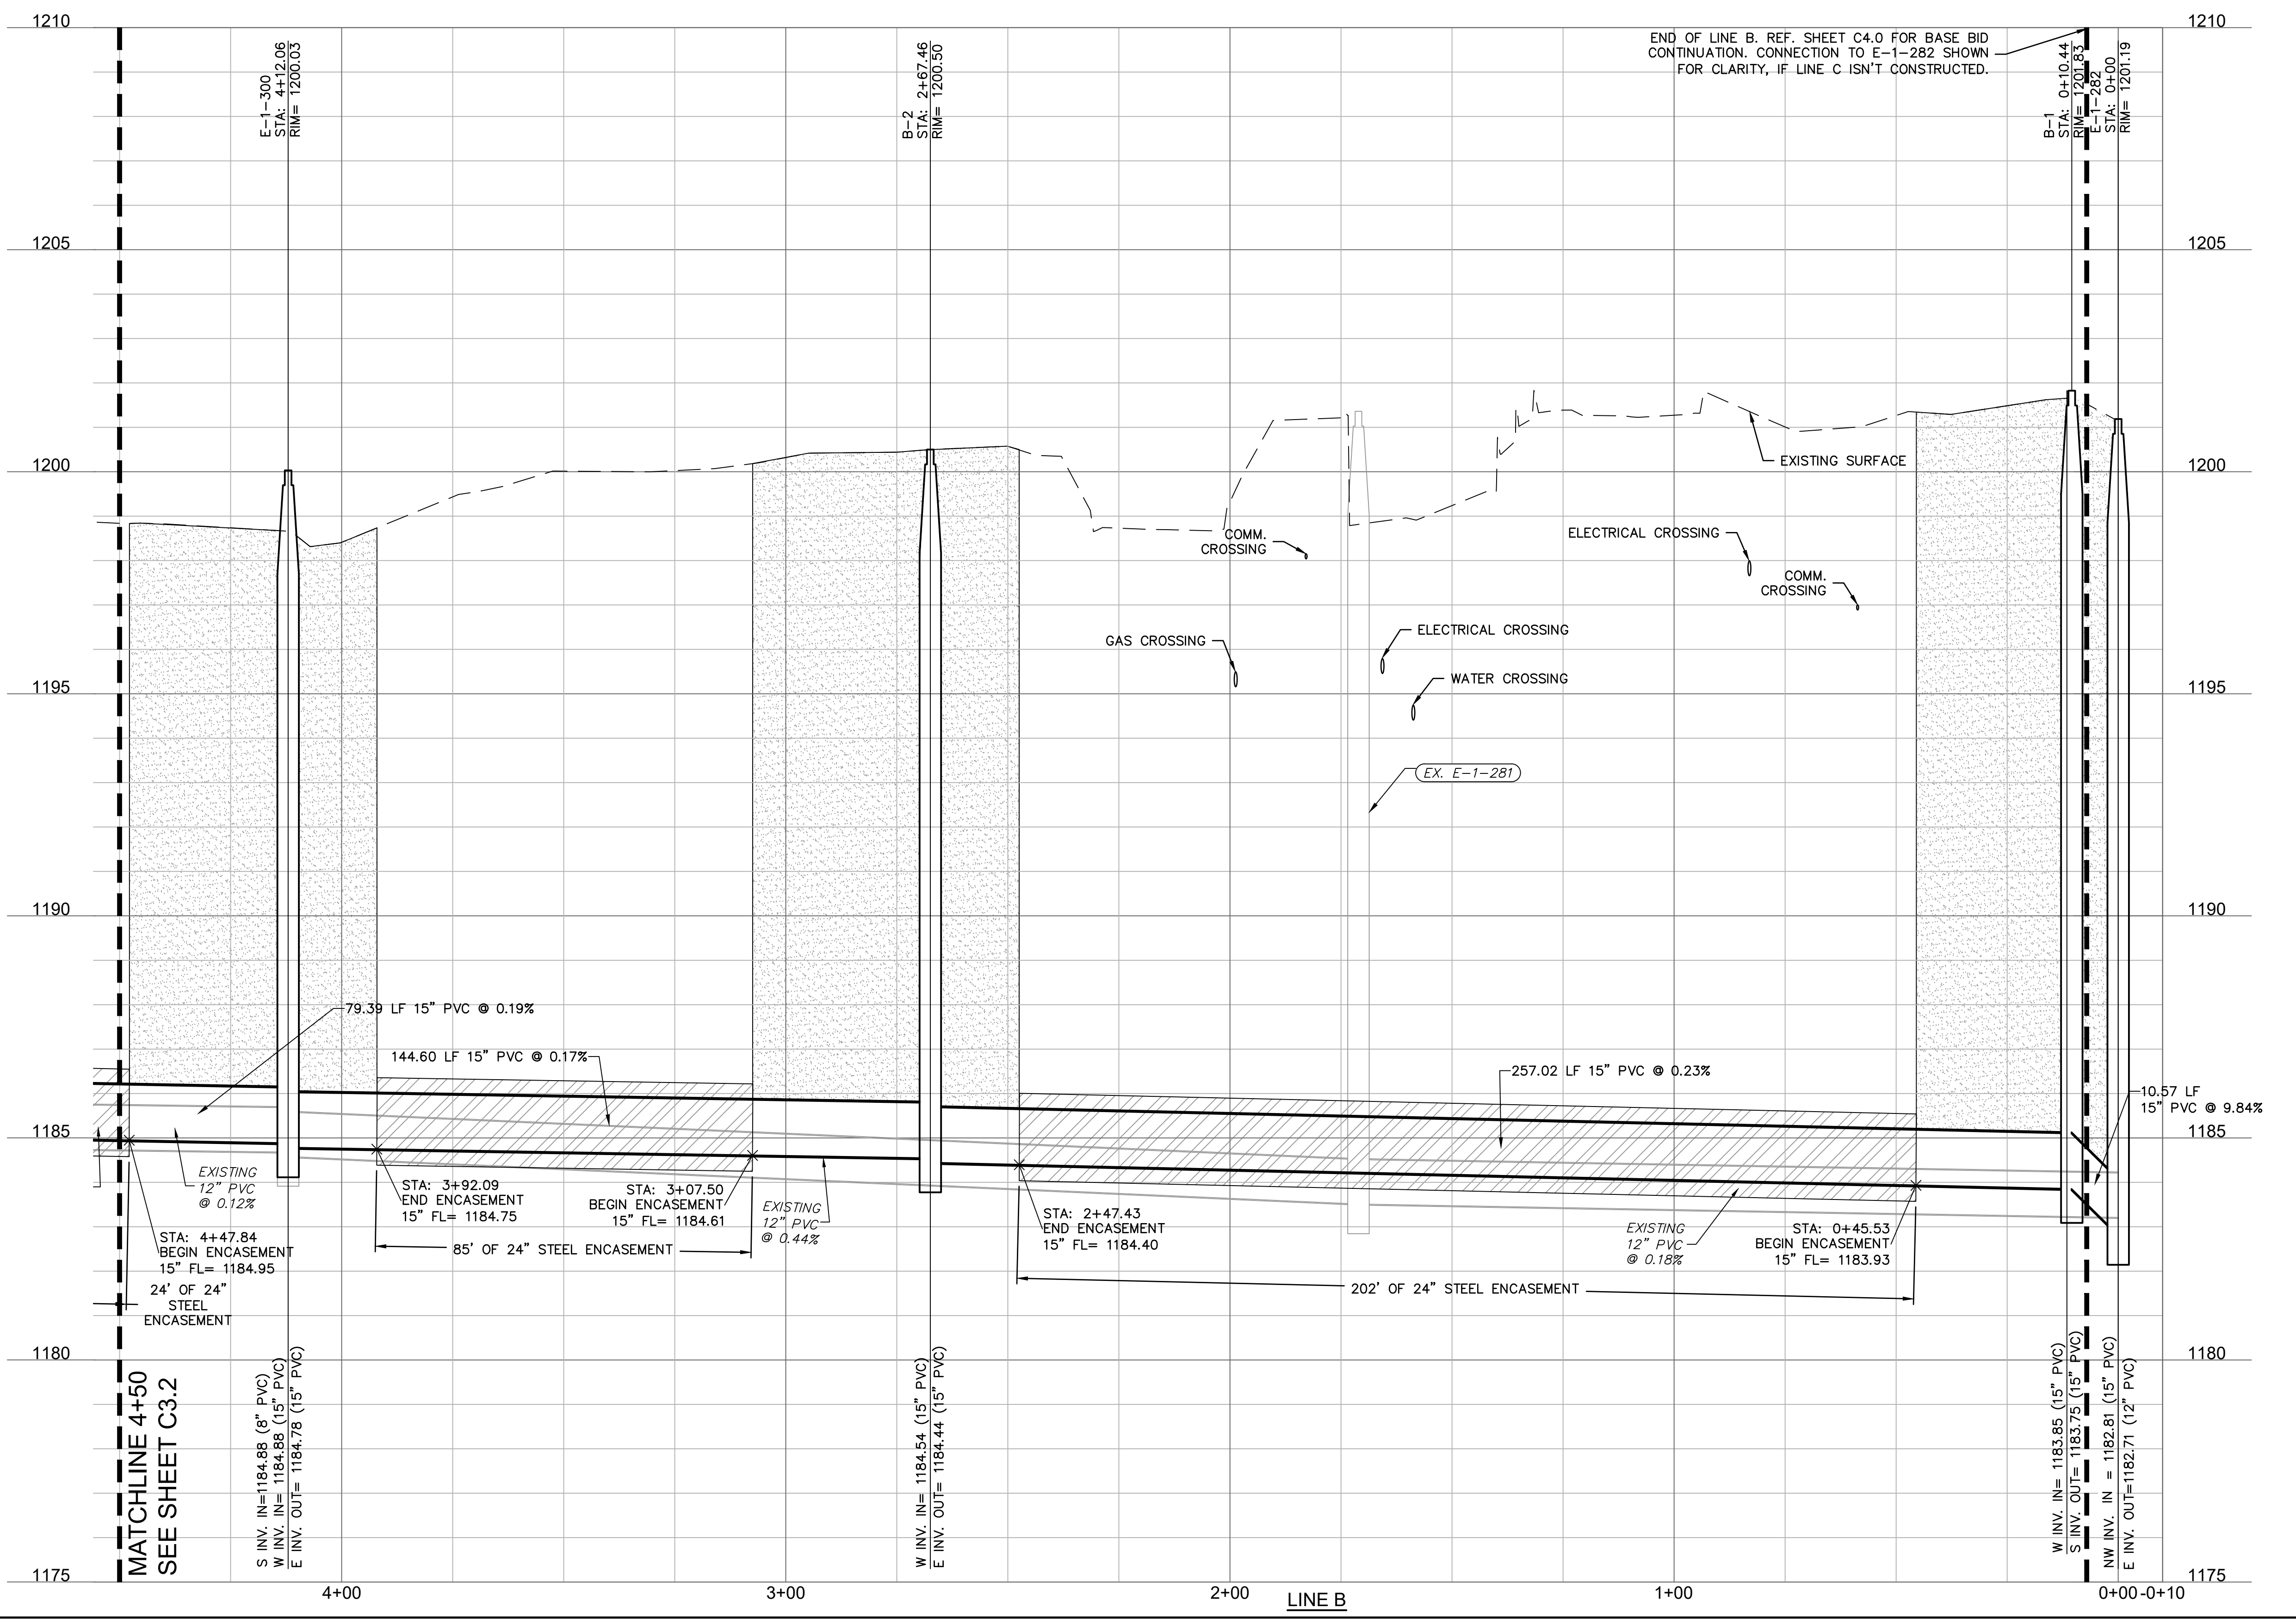 1210
1210
1205
1205
1200
1200
1195
1195
1190
1190
1185
1185
1180
1180
1175
1175
E-1-300
STA: 4+12.06
RIM= 1200.03
B-2
STA: 2+67.46
RIM= 1200.50
END OF LINE B. REF. SHEET C4.0 FOR BASE BID
CONTINUATION. CONNECTION TO E-1-282 SHOWN
FOR CLARITY, IF LINE C ISN'T CONSTRUCTED.
B-1
STA: 0+10.44
RIM= 1201.83
E-1-282
STA: 0+00
RIM= 1201.19
EXISTING SURFACE
COMM.
CROSSING
ELECTRICAL CROSSING
COMM.
CROSSING
GAS CROSSING
ELECTRICAL CROSSING
WATER CROSSING
EX. E-1-281
79.39 LF 15" PVC @ 0.19%
144.60 LF 15" PVC @ 0.17%
257.02 LF 15" PVC @ 0.23%
10.57 LF
15" PVC @ 9.84%
EXISTING
12" PVC
@ 0.12%
STA: 4+47.84
BEGIN ENCASEMENT
15" FL= 1184.95
24' OF 24"
STEEL
ENCASEMENT
STA: 3+92.09
END ENCASEMENT
15" FL= 1184.75
85' OF 24" STEEL ENCASEMENT
STA: 3+07.50
BEGIN ENCASEMENT
15" FL= 1184.61
EXISTING
12" PVC
@ 0.44%
STA: 2+47.43
END ENCASEMENT
15" FL= 1184.40
202' OF 24" STEEL ENCASEMENT
EXISTING
12" PVC
@ 0.18%
STA: 0+45.53
BEGIN ENCASEMENT
15" FL= 1183.93
MATCHLINE 4+50
SEE SHEET C3.2
S INV. IN=1184.88 (8" PVC)
W INV. IN= 1184.88 (15" PVC)
E INV. OUT= 1184.78 (15" PVC)
W INV. IN= 1184.54 (15" PVC)
E INV. OUT= 1184.44 (15" PVC)
W INV. IN= 1183.85 (15" PVC)
S INV. OUT= 1183.75 (15" PVC)
NW INV. IN = 1182.81 (15" PVC)
E INV. OUT=1182.71 (12" PVC)
4+00
3+00
2+00
1+00
0+00
-0+10
LINE B